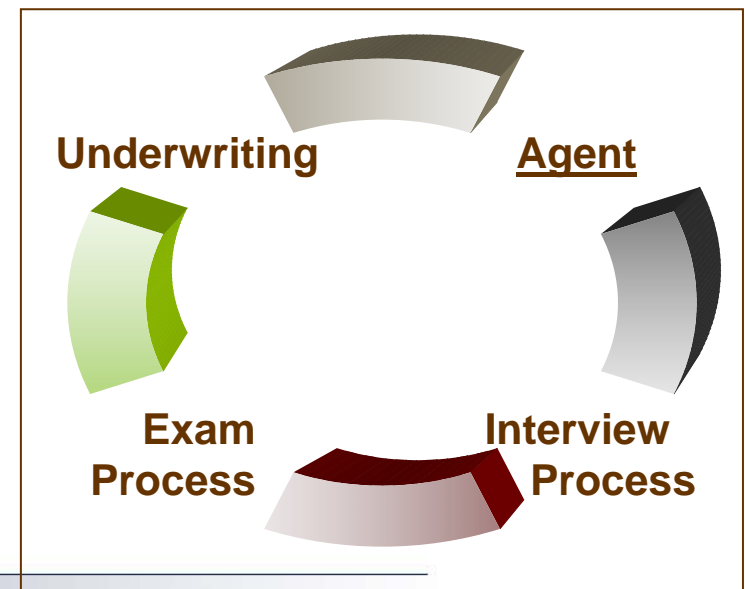 Underwriting
Agent
Exam
Process
Interview
Process